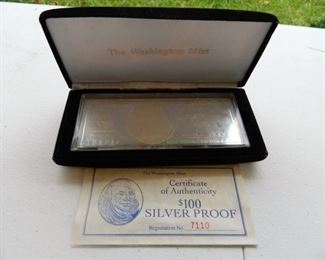 The Washington Mint
The Washington Mint
Certificate
of Authenticity
$100
SILVER PROOF
Registration No. 7110